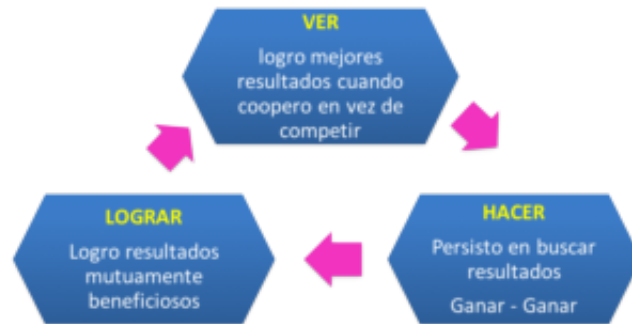 VER
logro mejores
resultados cuando
coopero en vez de
competir
LOGRAR
Logro resultados
mutuamente
beneficiosos
HACER
Persisto en buscar
resultados
Ganar - Ganar